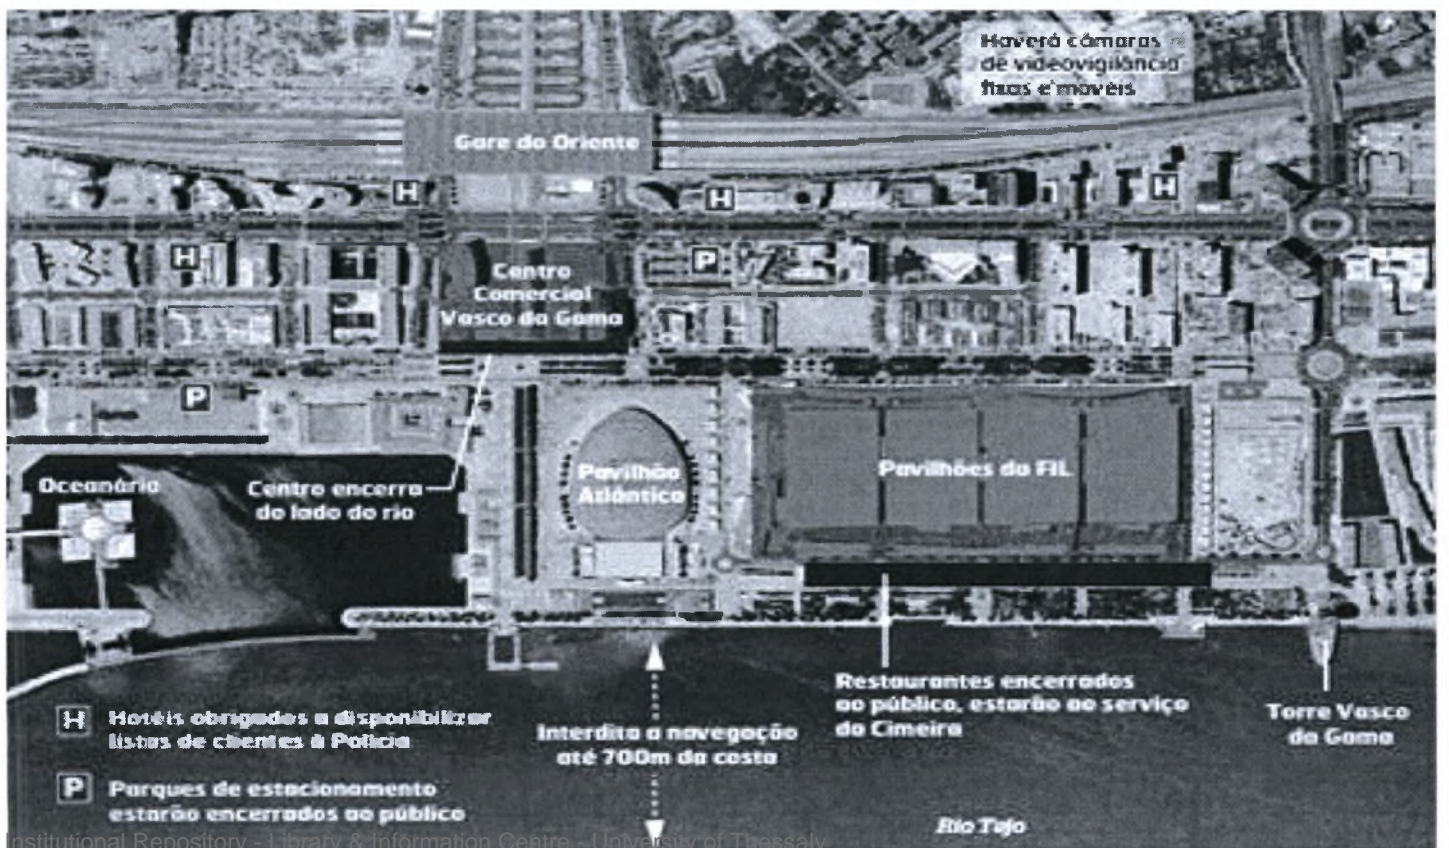 Haverá câmaras
de videovigilância
fixas e móveis
Gare do Oriente
H
H
H
H
Centro
Comercial
Vasco da Gama
P
P
Oceanário
Centro encerra
do lado do rio
Pavilhão
Atlântico
Pavilhões da FIL
Restaurantes encerrados
ao público, estarão ao serviço
da Cimeira
Torre Vasco
da Gama
Interdita a navegação
até 700m da costa
H Hotéis obrigados a disponibilizar
listas de clientes à Polícia
P Parques de estacionamento
estarão encerrados ao público
Rio Tejo
Institutional Repository - Library & Information Centre - University of Thessaly